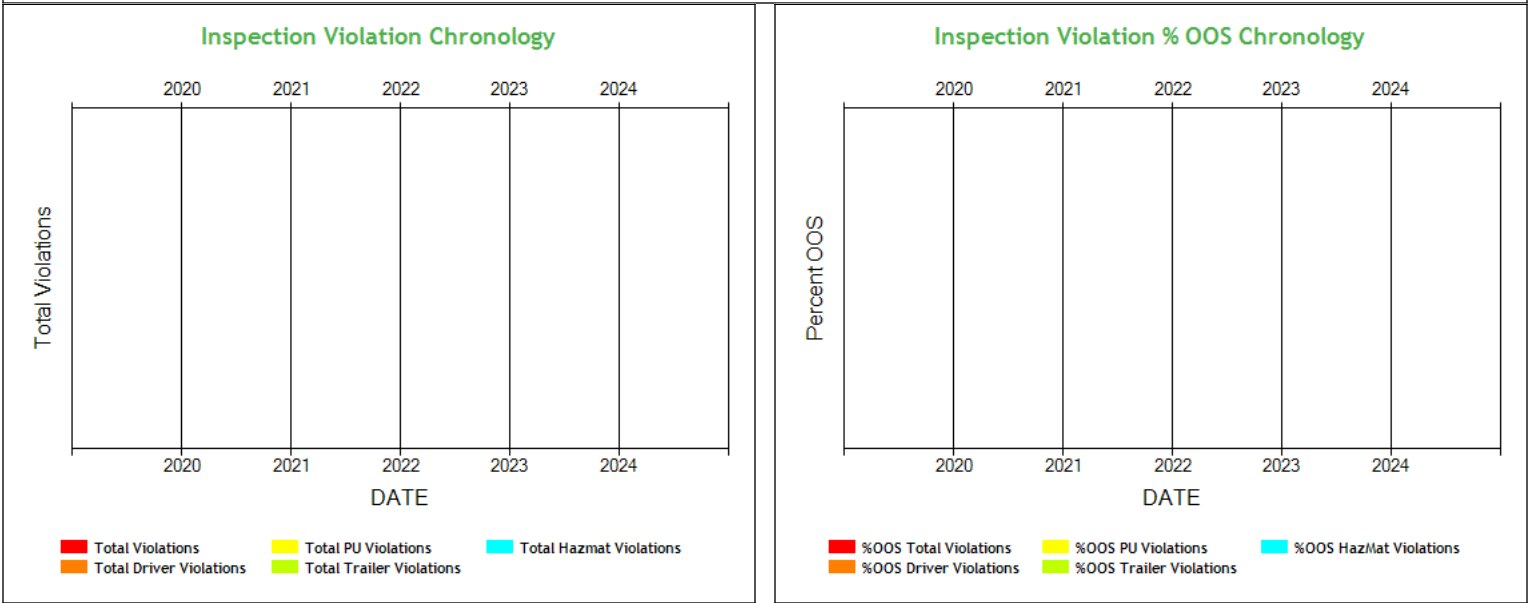 Inspection Violation Chronology
2020 2021 2022 2023 2024
Total Violations
2020 2021 2022 2023 2024
DATE
Total Violations Total PU Violations Total Hazmat Violations
Total Driver Violations Total Trailer Violations
Inspection Violation % OOS Chronology
2020 2021 2022 2023 2024
Percent OOS
2020 2021 2022 2023 2024
DATE
%OOS Total Violations %OOS PU Violations %OOS HazMat Violations
%OOS Driver Violations %OOS Trailer Violations